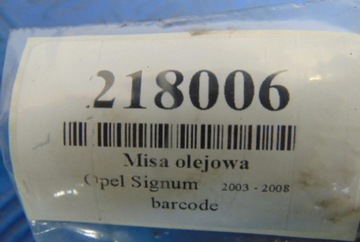 218006
Misa olejowa
Opel Signum 2003 - 2008
barcode